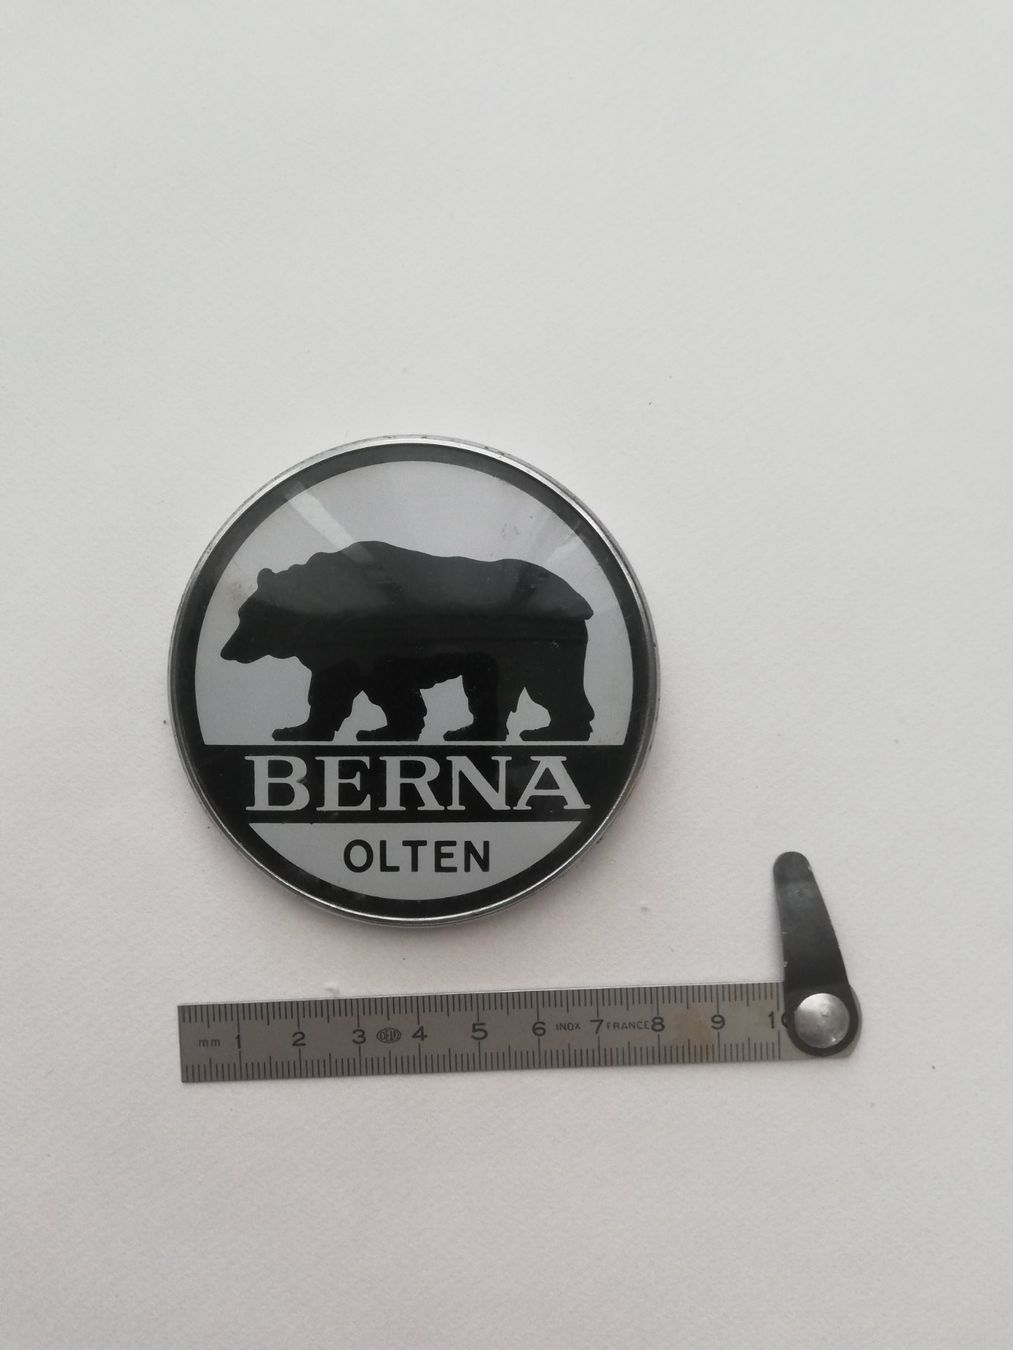 BERNA
OLTEN
mm 1 2 3 4 5 6 INOX 7 FRANCE 8 9